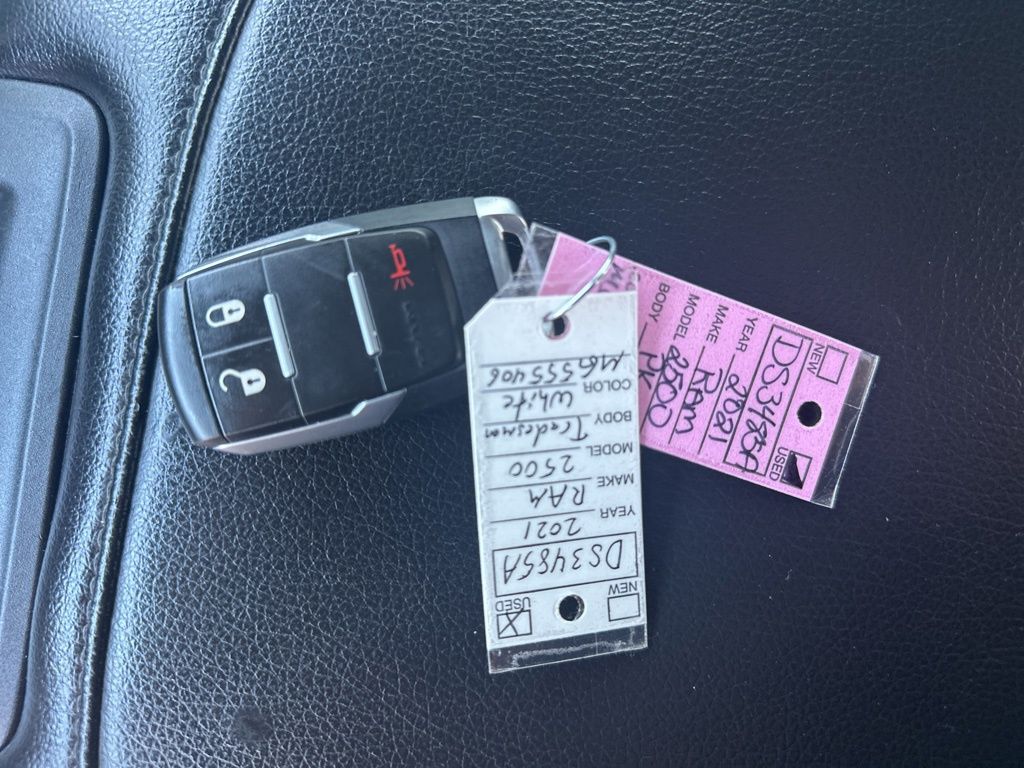 NEW USED
DS3485A
YEAR 2021
MAKE RAM
MODEL 2500
BODY Tradesman
COLOR White
MG555406
NEW USED
DS3485A
YEAR 2021
MAKE Ram
MODEL 2500
BODY PK